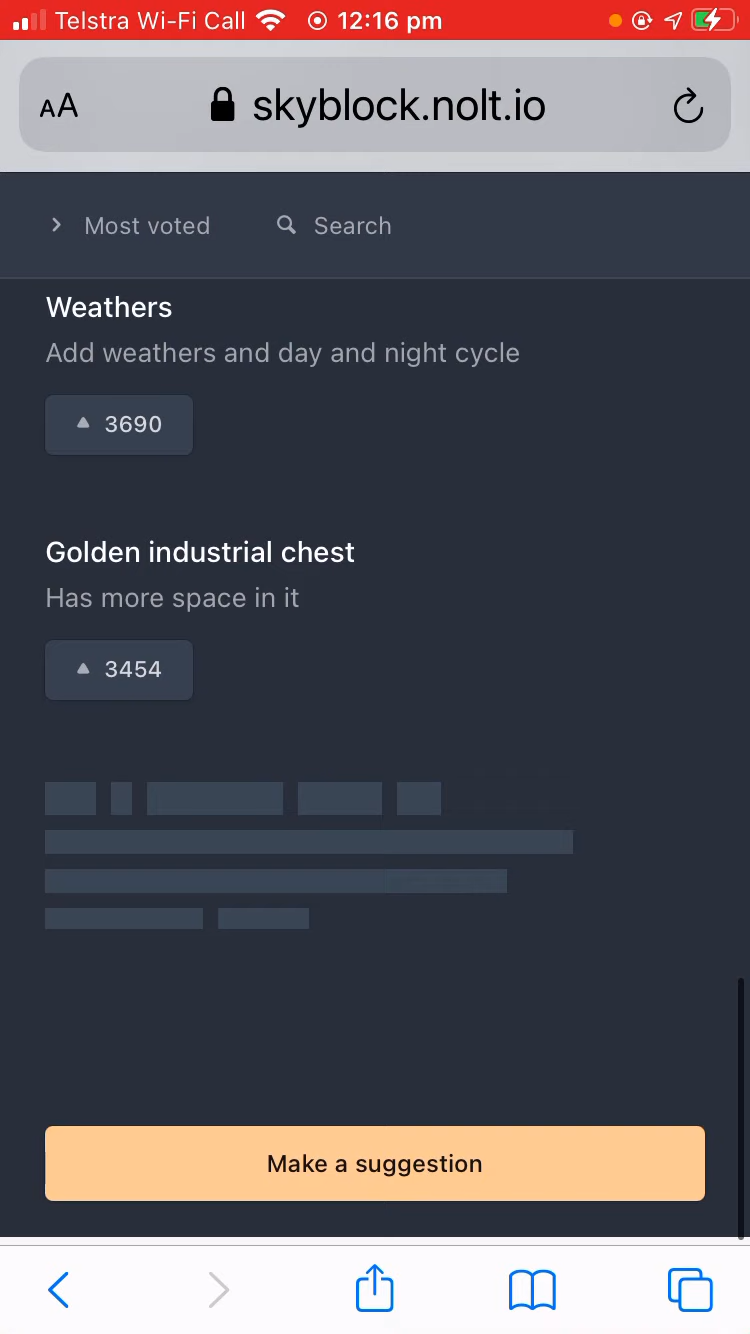 Telstra Wi-Fi Call 12:16 pm
AA skyblock.nolt.io
Most voted Search
Weathers
Add weathers and day and night cycle
3690
Golden industrial chest
Has more space in it
3454
Make a suggestion